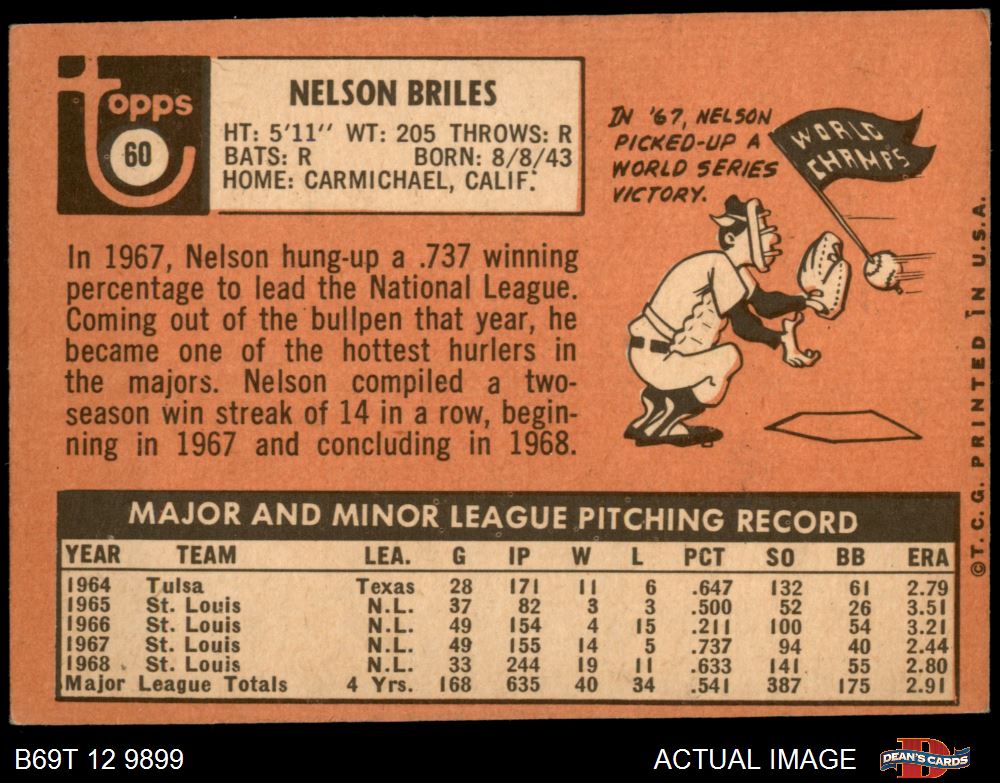 Topps
60
NELSON BRILES
HT: 5'11" WT: 205 THROWS: R
BATS: R BORN: 8/8/43
HOME: CARMICHAEL, CALIF.
IN '67, NELSON
PICKED-UP A
WORLD SERIES
VICTORY.
WORLD
CHAMPS
In 1967, Nelson hung-up a .737 winning
percentage to lead the National League.
Coming out of the bullpen that year, he
became one of the hottest hurlers in
the majors. Nelson compiled a two-
season win streak of 14 in a row, begin-
ning in 1967 and concluding in 1968.
©T.C.G. PRINTED IN U.S.A.
MAJOR AND MINOR LEAGUE PITCHING RECORD
YEAR TEAM LEA. G IP W L PCT SO BB ERA
1964 Tulsa Texas 28 171 11 6 .647 132 61 2.79
1965 St. Louis N.L. 37 82 3 3 .500 52 26 3.51
1966 St. Louis N.L. 49 154 4 15 .211 100 54 3.21
1967 St. Louis N.L. 49 155 14 5 .737 94 40 2.44
1968 St. Louis N.L. 33 244 19 11 .633 141 55 2.80
Major League Totals 4 Yrs. 168 635 40 34 .541 387 175 2.91
B69T 12 9899
ACTUAL IMAGE
DEAN'S CARDS